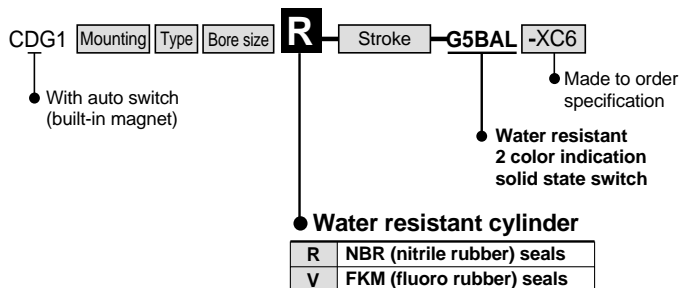 CDG1 Mounting Type Bore size R Stroke G5BAL -XC6
With auto switch
(built-in magnet)
Made to order
specification
Water resistant
2 color indication
solid state switch
Water resistant cylinder
R NBR (nitrile rubber) seals
V FKM (fluoro rubber) seals